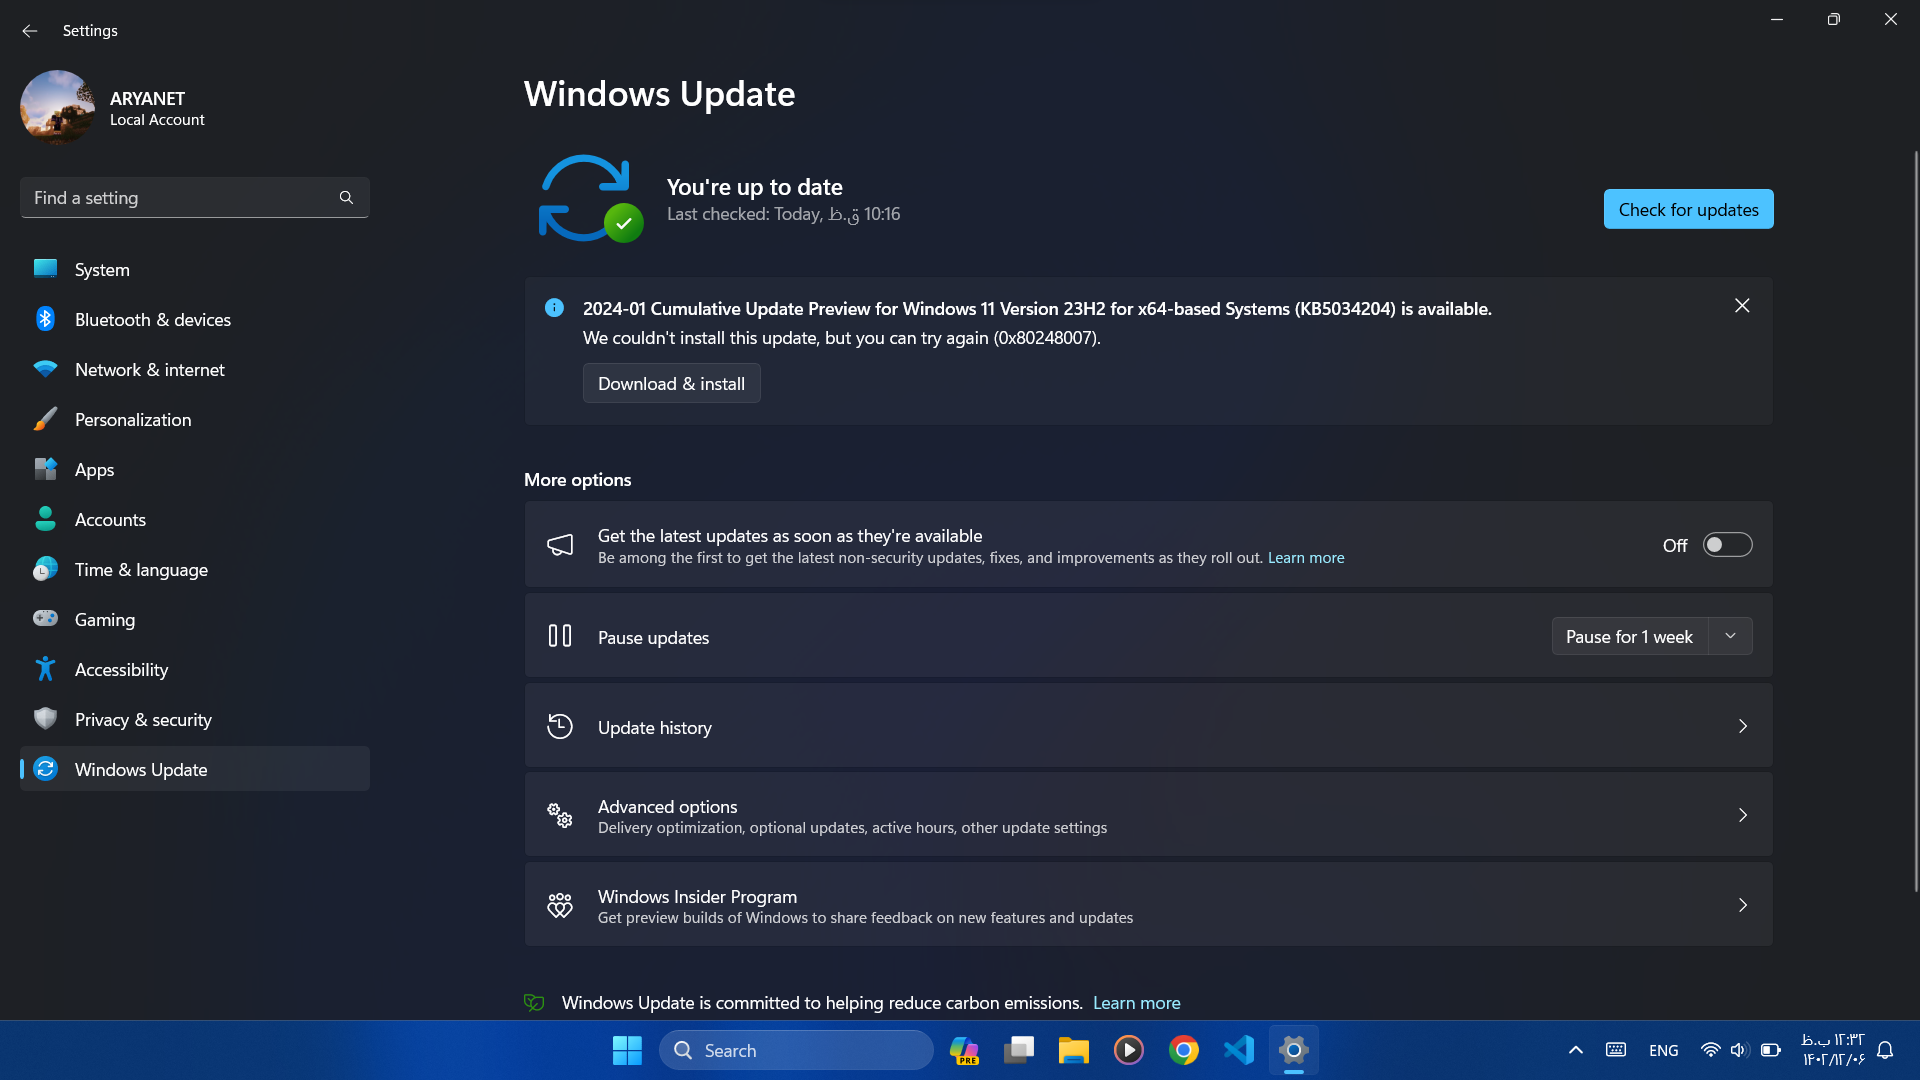 Settings
ARYANET
Local Account
Find a setting
System
Bluetooth & devices
Network & internet
Personalization
Apps
Accounts
Time & language
Gaming
Accessibility
Privacy & security
Windows Update
Windows Update
You're up to date
Last checked: Today, ق.ظ 10:16
Check for updates
2024-01 Cumulative Update Preview for Windows 11 Version 23H2 for x64-based Systems (KB5034204) is available.
We couldn't install this update, but you can try again (0x80248007).
Download & install
More options
Get the latest updates as soon as they're available
Be among the first to get the latest non-security updates, fixes, and improvements as they roll out. Learn more
Off
Pause updates
Pause for 1 week
Update history
Advanced options
Delivery optimization, optional updates, active hours, other update settings
Windows Insider Program
Get preview builds of Windows to share feedback on new features and updates
Windows Update is committed to helping reduce carbon emissions. Learn more
Search
PRE
ENG
۱۲:۳۲ ب.ظ
۱۴۰۲/۱۲/۰۶